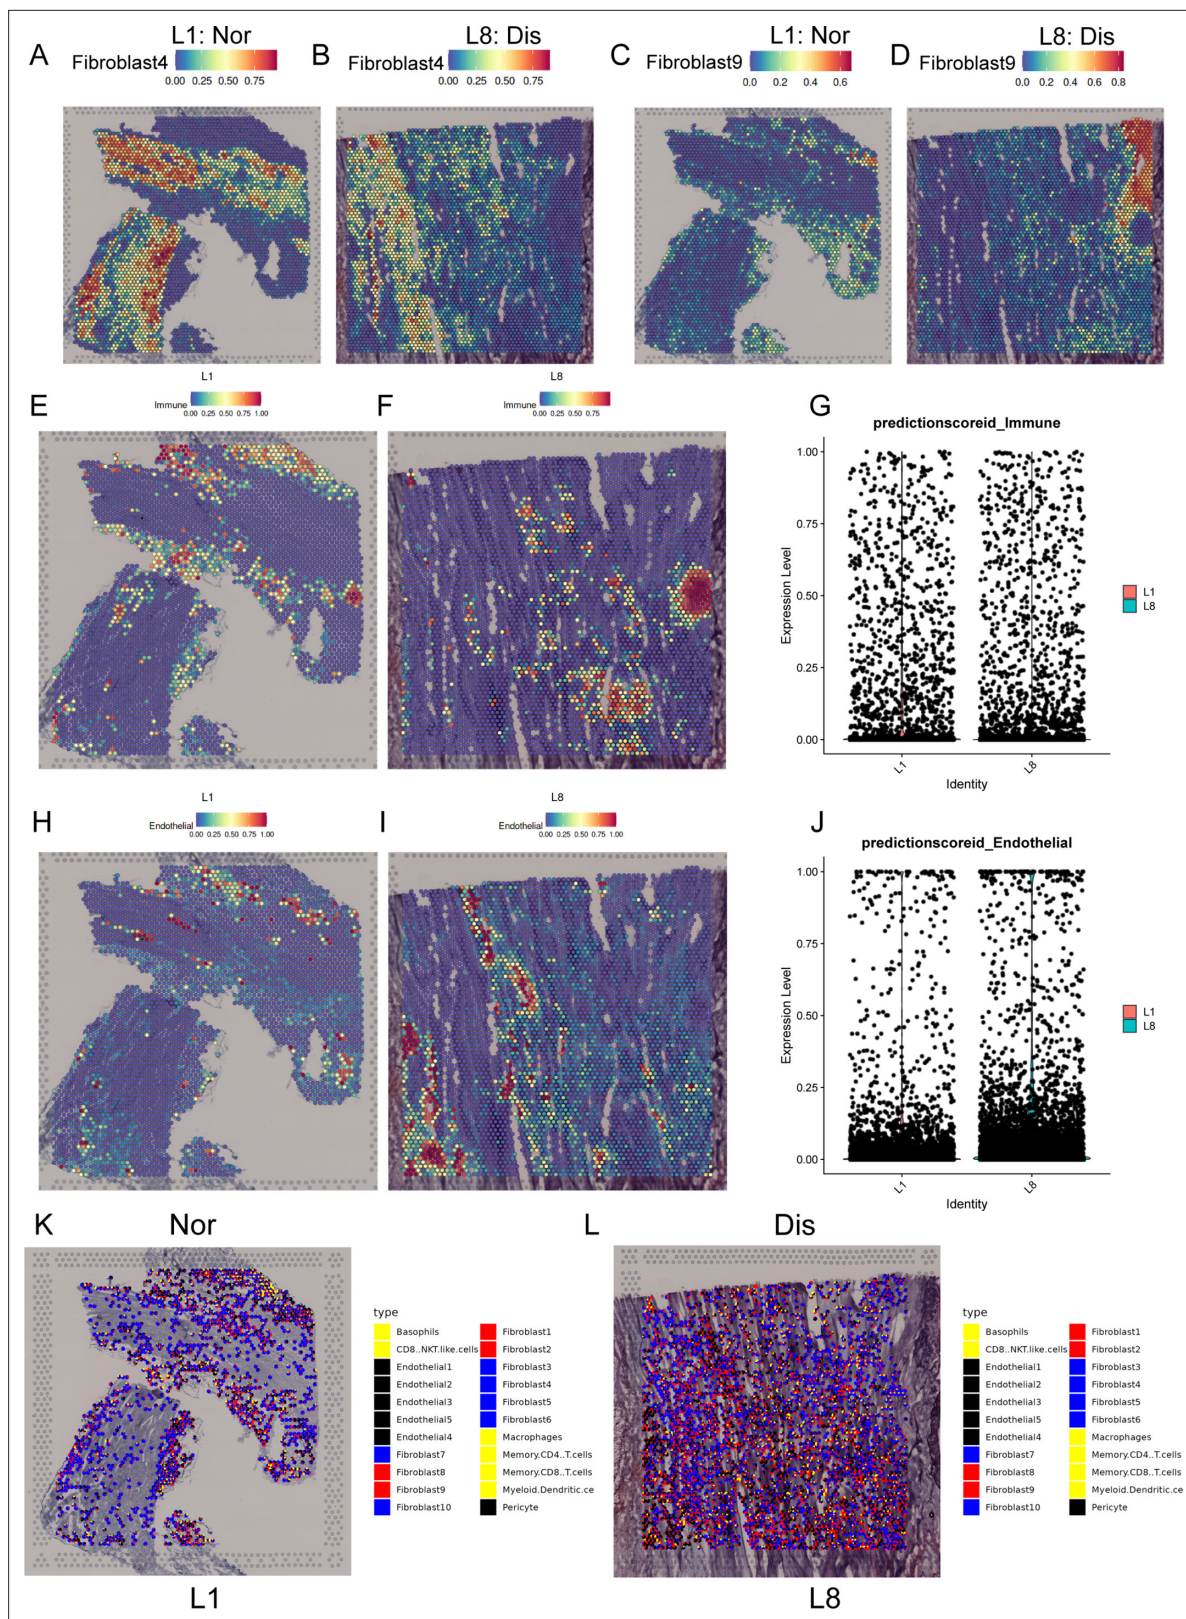 L1: Nor
L8: Dis
L1: Nor
L8: Dis
A
Fibroblast4
0.00 0.25 0.50 0.75
B
Fibroblast4
0.00 0.25 0.50 0.75
C
Fibroblast9
0.0 0.2 0.4 0.6
D
Fibroblast9
0.0 0.2 0.4 0.6 0.8
E
L1
Immune
0.00 0.25 0.50 0.75 1.00
F
L8
Immune
0.00 0.25 0.50 0.75
G
predictionscoreid_Immune
Expression Level
1.00
0.75
0.50
0.25
0.00
L1
L8
Identity
L1
L8
H
L1
Endothelial
0.00 0.25 0.50 0.75 1.00
I
L8
Endothelial
0.00 0.25 0.50 0.75 1.00
J
predictionscoreid_Endothelial
Expression Level
1.00
0.75
0.50
0.25
0.00
L1
L8
Identity
L1
L8
K
Nor
type
Basophils
CD8..NKT.like.cells
Endothelial1
Endothelial2
Endothelial3
Endothelial5
Endothelial4
Fibroblast7
Fibroblast8
Fibroblast9
Fibroblast10
Fibroblast1
Fibroblast2
Fibroblast3
Fibroblast4
Fibroblast5
Fibroblast6
Macrophages
Memory.CD4..T.cells
Memory.CD8..T.cells
Myeloid.Dendritic.ce
Pericyte
L1
L
Dis
type
Basophils
CD8..NKT.like.cells
Endothelial1
Endothelial2
Endothelial3
Endothelial5
Endothelial4
Fibroblast7
Fibroblast8
Fibroblast9
Fibroblast10
Fibroblast1
Fibroblast2
Fibroblast3
Fibroblast4
Fibroblast5
Fibroblast6
Macrophages
Memory.CD4..T.cells
Memory.CD8..T.cells
Myeloid.Dendritic.ce
Pericyte
L8